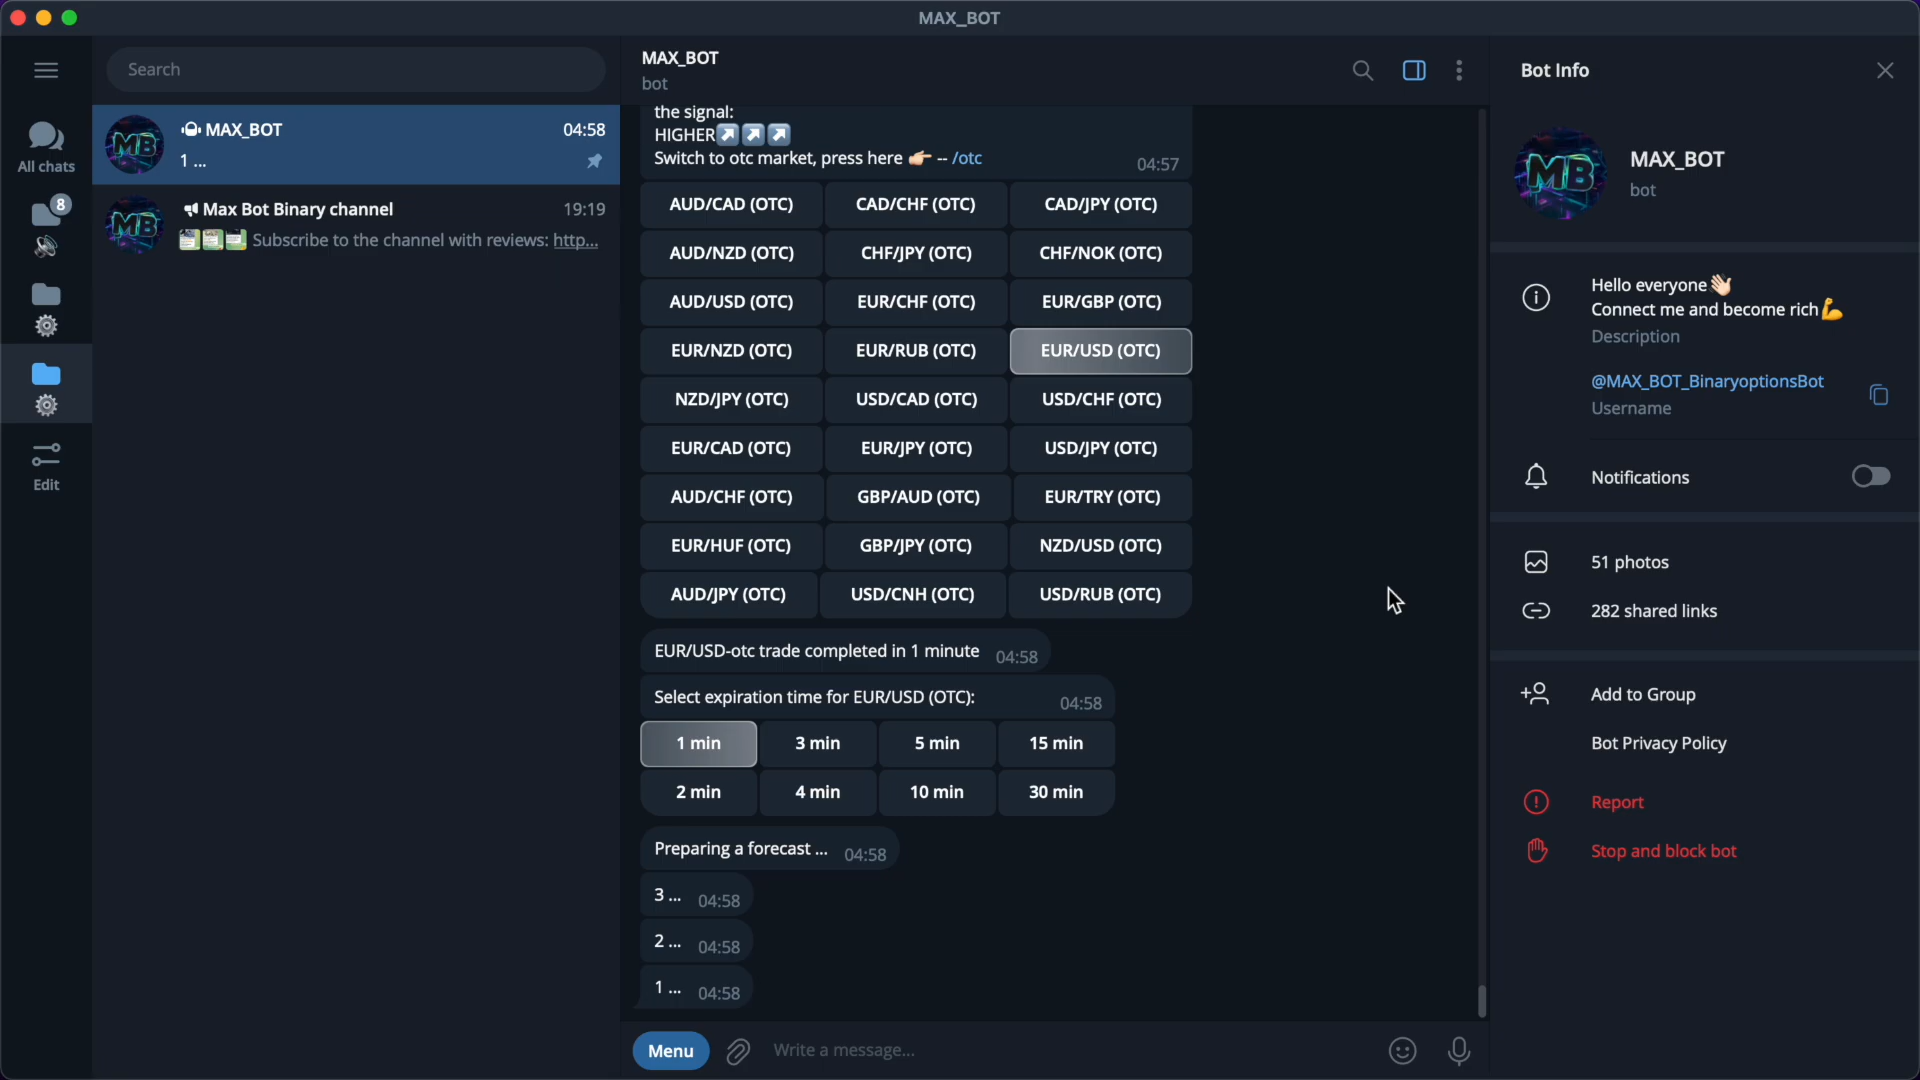 MAX_BOT
Search
All chats
8
Edit
MAX_BOT 04:58
1 ...
Max Bot Binary channel 19:19
Subscribe to the channel with reviews: http...
MAX_BOT
bot
the signal:
HIGHER↗️↗️↗️
Switch to otc market, press here 👉🏻 -- /otc 04:57
AUD/CAD (OTC) CAD/CHF (OTC) CAD/JPY (OTC)
AUD/NZD (OTC) CHF/JPY (OTC) CHF/NOK (OTC)
AUD/USD (OTC) EUR/CHF (OTC) EUR/GBP (OTC)
EUR/NZD (OTC) EUR/RUB (OTC) EUR/USD (OTC)
NZD/JPY (OTC) USD/CAD (OTC) USD/CHF (OTC)
EUR/CAD (OTC) EUR/JPY (OTC) USD/JPY (OTC)
AUD/CHF (OTC) GBP/AUD (OTC) EUR/TRY (OTC)
EUR/HUF (OTC) GBP/JPY (OTC) NZD/USD (OTC)
AUD/JPY (OTC) USD/CNH (OTC) USD/RUB (OTC)
EUR/USD-otc trade completed in 1 minute 04:58
Select expiration time for EUR/USD (OTC): 04:58
1 min 3 min 5 min 15 min
2 min 4 min 10 min 30 min
Preparing a forecast ... 04:58
3 ... 04:58
2 ... 04:58
1 ... 04:58
Menu
Write a message...
Bot Info
MB
MAX_BOT
bot
Hello everyone👋🏻
Connect me and become rich💪
Description
@MAX_BOT_BinaryoptionsBot
Username
Notifications
51 photos
282 shared links
Add to Group
Bot Privacy Policy
Report
Stop and block bot